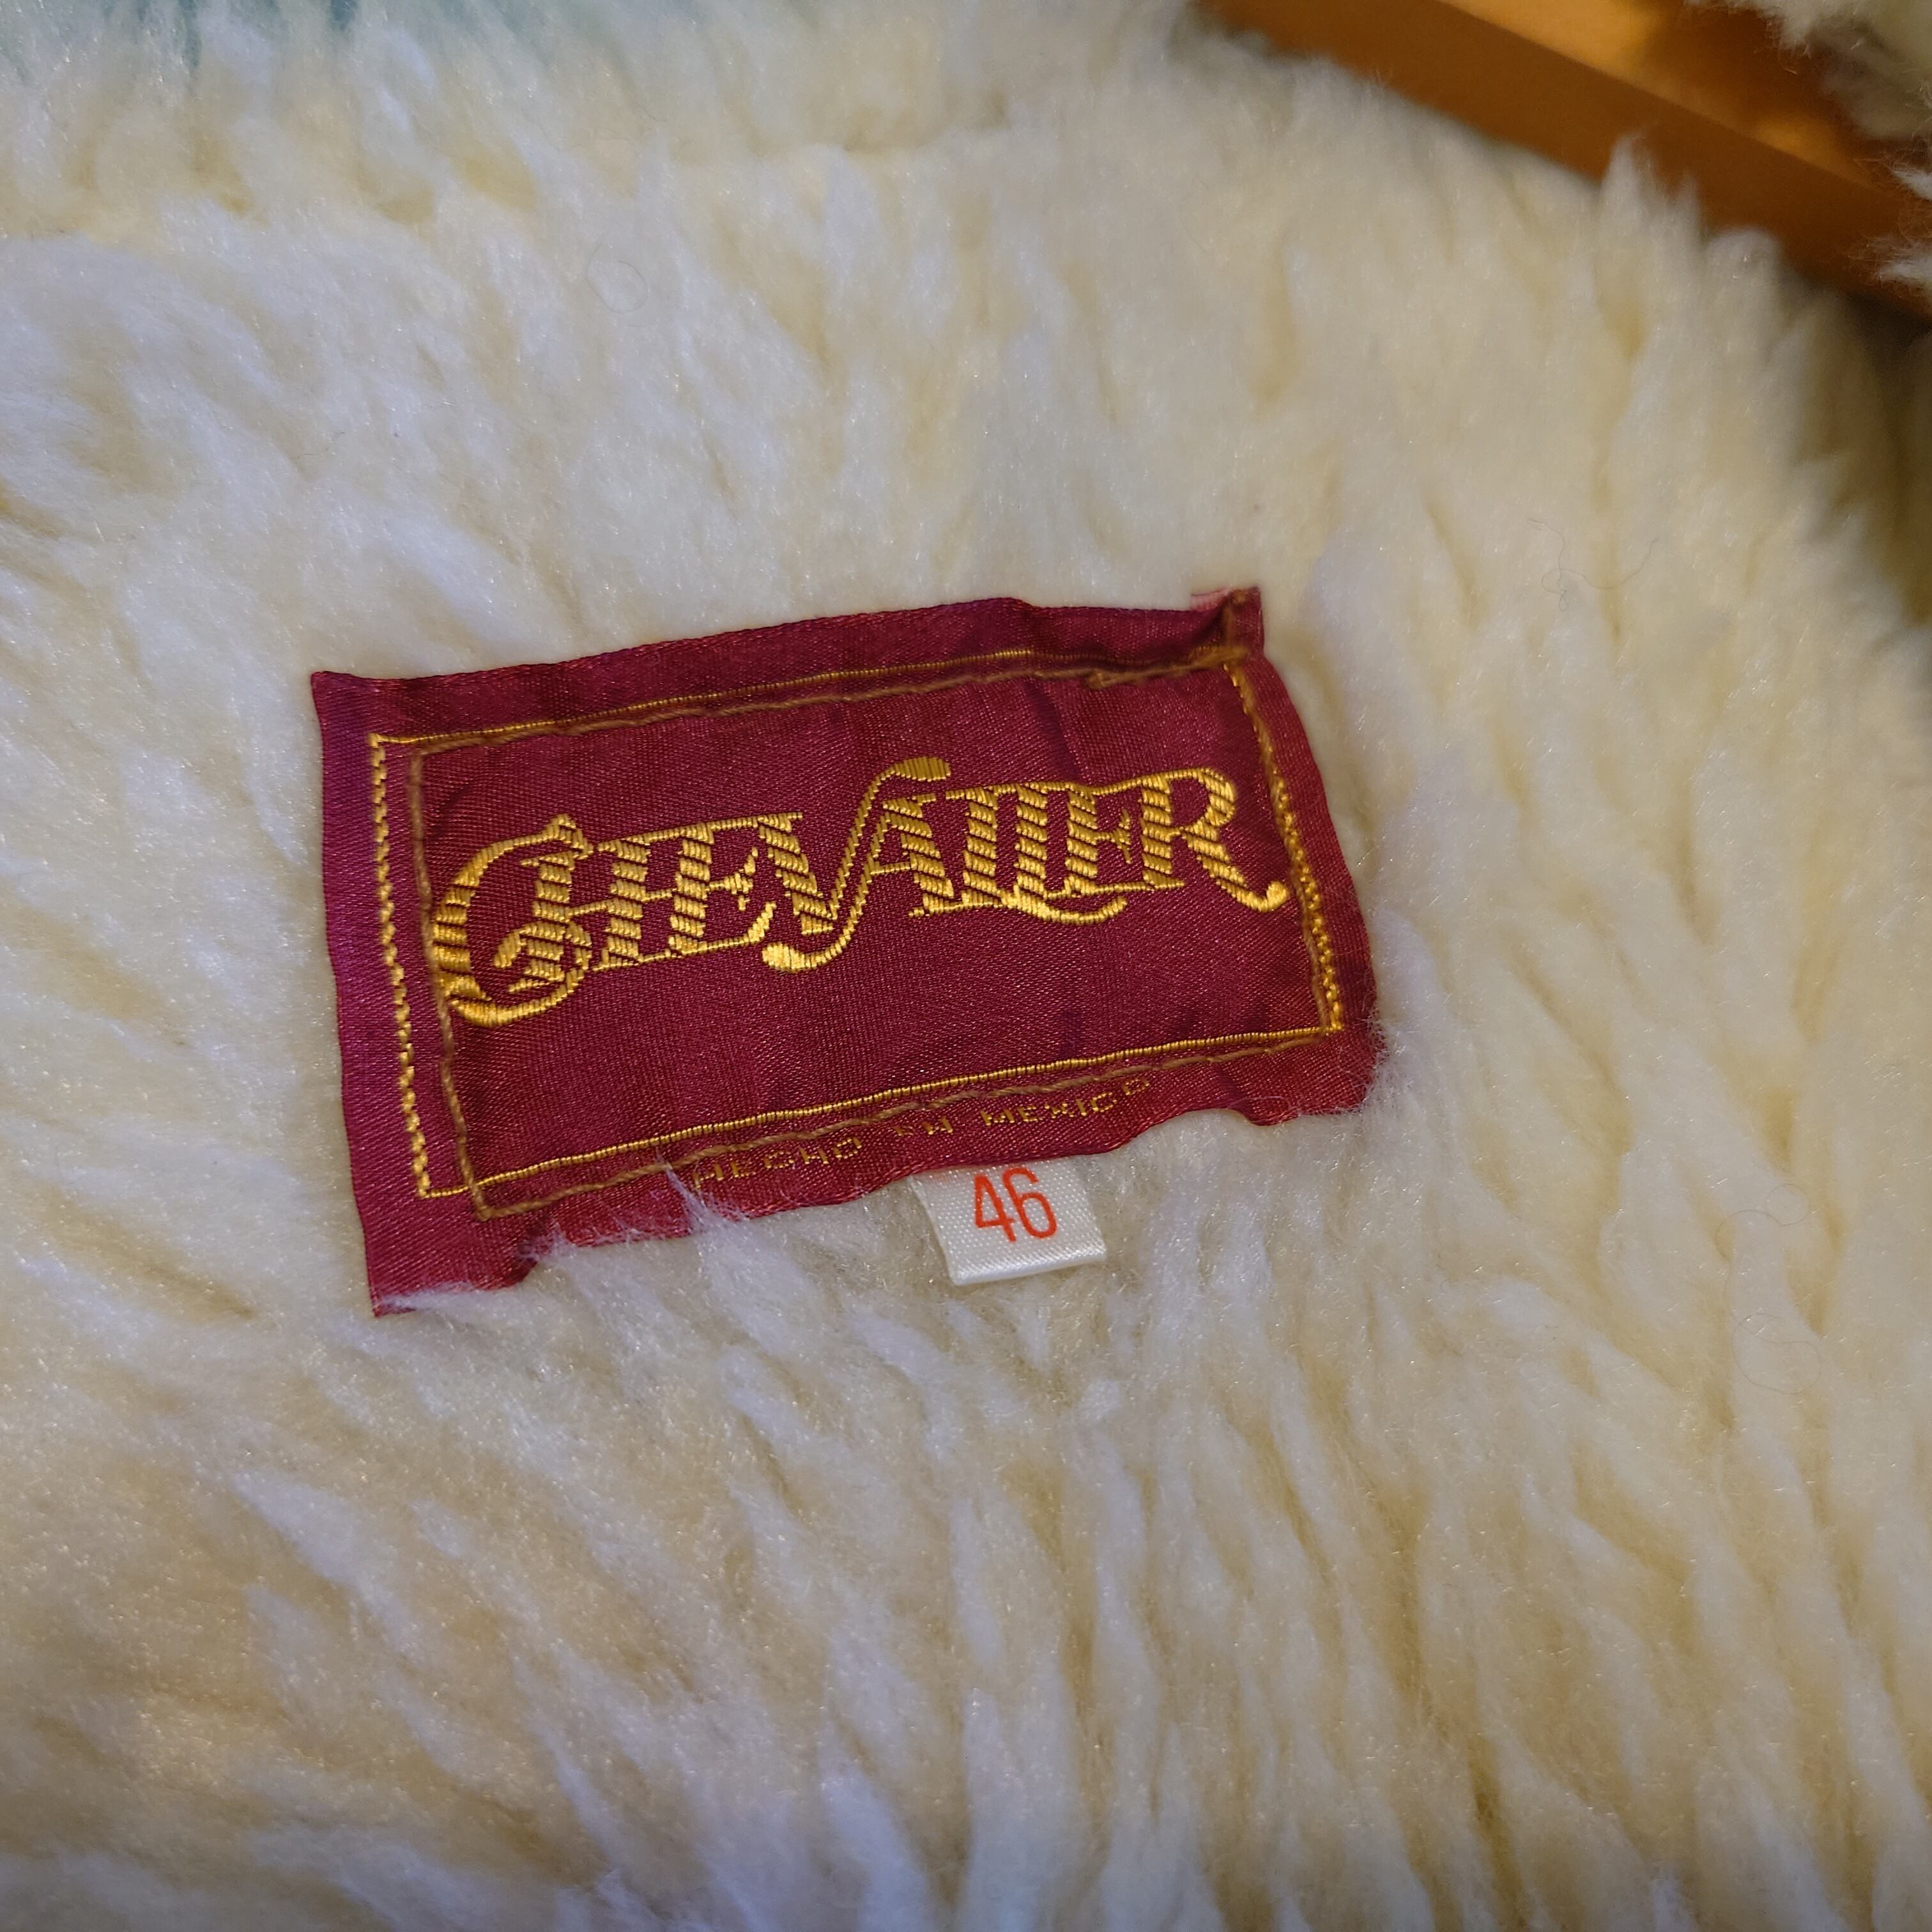 CHEVALIER
HECHO EN MEXICO
46